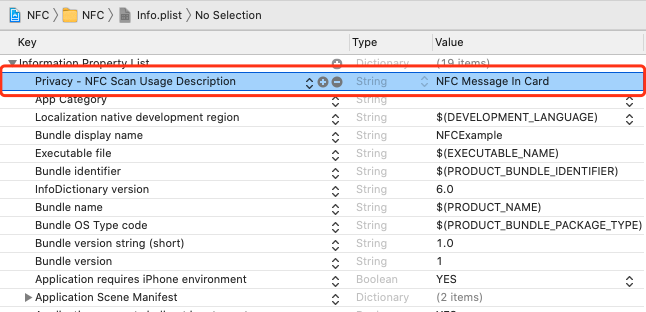 NFC NFC Info.plist No Selection
Key Type Value
Information Property List Dictionary (19 items)
Privacy - NFC Scan Usage Description String NFC Message In Card
App Category String
Localization native development region String $(DEVELOPMENT_LANGUAGE)
Bundle display name String NFCExample
Executable file String $(EXECUTABLE_NAME)
Bundle identifier String $(PRODUCT_BUNDLE_IDENTIFIER)
InfoDictionary version String 6.0
Bundle name String $(PRODUCT_NAME)
Bundle OS Type code String $(PRODUCT_BUNDLE_PACKAGE_TYPE)
Bundle version string (short) String 1.0
Bundle version String 1
Application requires iPhone environment Boolean YES
Application Scene Manifest Dictionary (2 items)